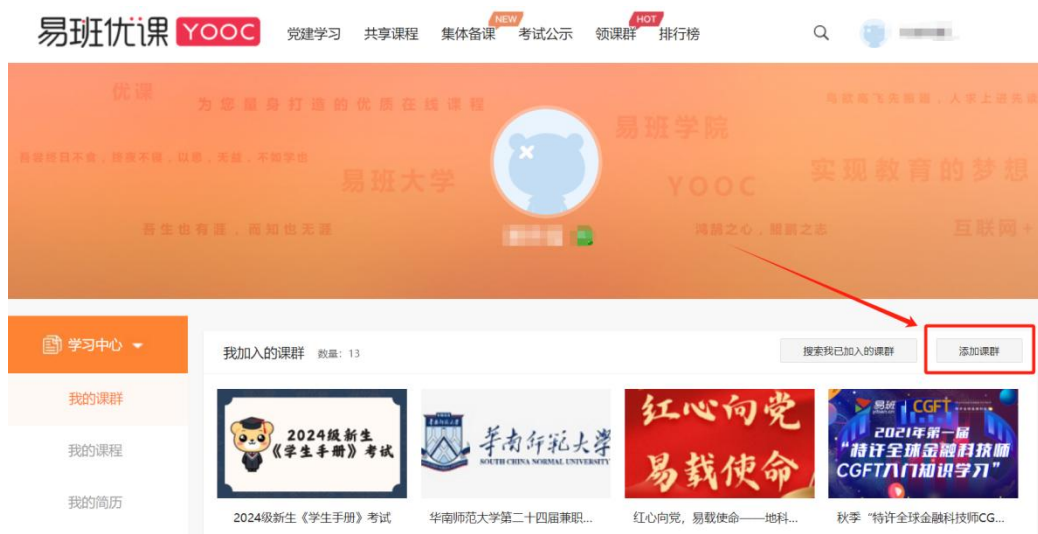 易班优课 YOOC
党建学习 共享课程 集体备课 NEW 考试公示 领课群 HOT 排行榜
优课
为您量身打造的优质在线课程
易班学院
易班大学
YOOC
实现教育的梦想
吾生也有涯，而知也无涯
互联网+
学习中心
我加入的课群 数量: 13
搜索我已加入的课群
添加课群
我的课群
我的课程
我的简历
2024级新生
《学生手册》考试
华南师范大学
SOUTH CHINA NORMAL UNIVERSITY
红心向党
易载使命
易班 CGFT
2021年第一届
“特许全球金融科技师
CGFT入门知识学习”
2024级新生《学生手册》考试
华南师范大学第二十四届兼职...
红心向党，易载使命——地科...
秋季“特许全球金融科技师CG...